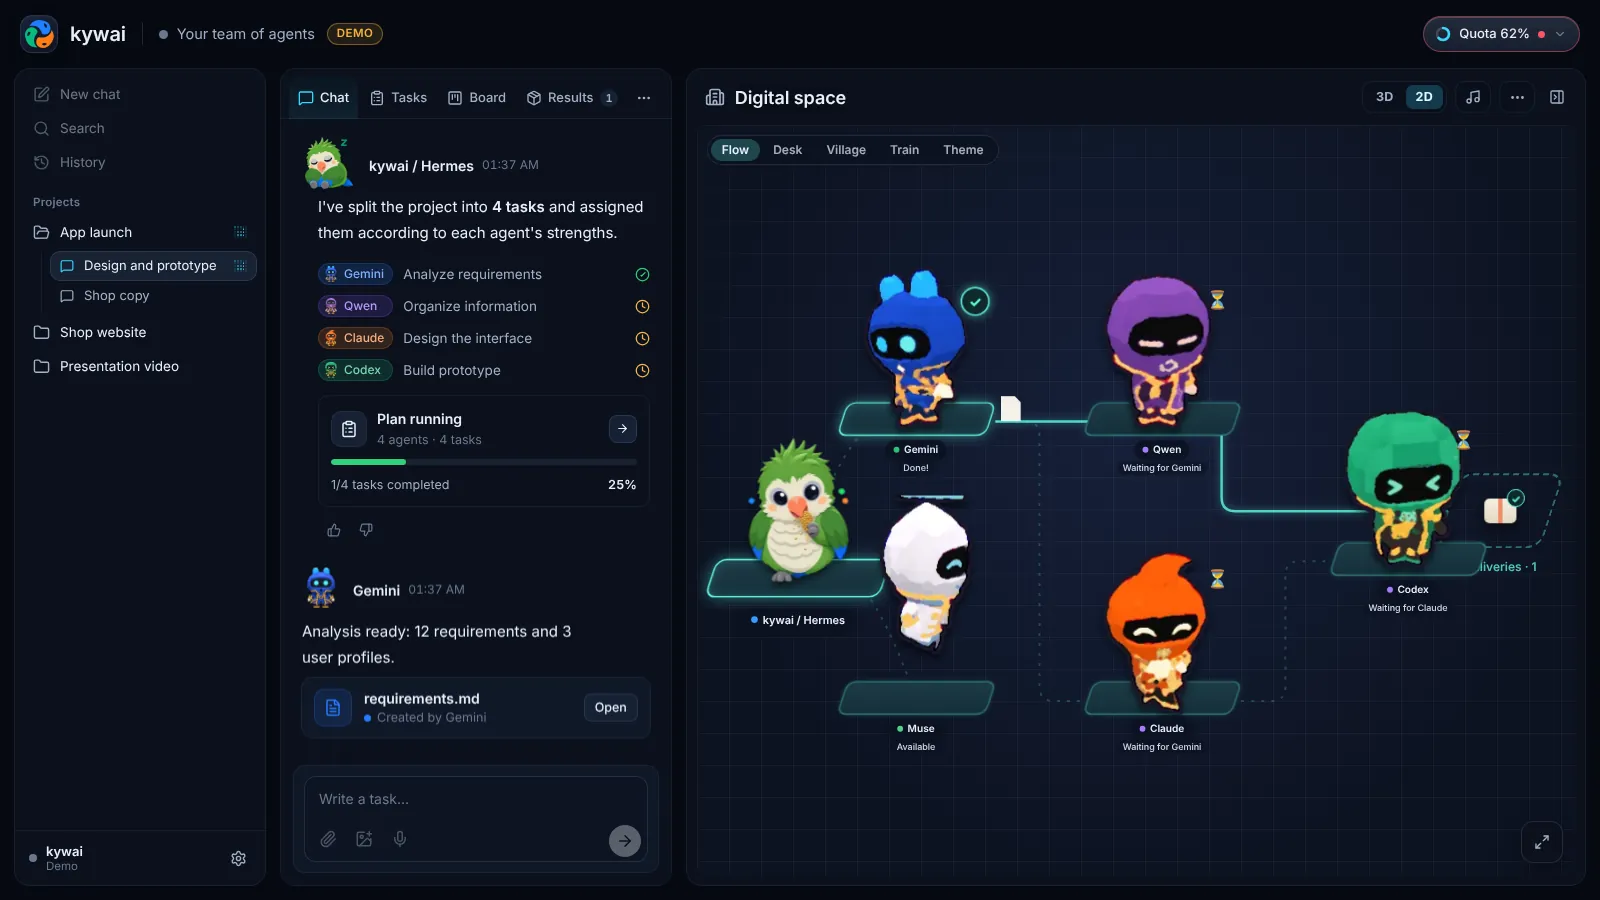 kywai
Your team of agents
DEMO
Quota 62%
New chat
Search
History
Projects
App launch
Design and prototype
Shop copy
Shop website
Presentation video
kywai
Demo
Chat
Tasks
Board
Results 1
z
kywai / Hermes 01:37 AM
I've split the project into 4 tasks and assigned
them according to each agent's strengths.
Gemini Analyze requirements
Qwen Organize information
Claude Design the interface
Codex Build prototype
Plan running
4 agents · 4 tasks
1/4 tasks completed 25%
Gemini 01:37 AM
Analysis ready: 12 requirements and 3
user profiles.
requirements.md
Created by Gemini
Open
Write a task...
Digital space
3D 2D
Flow Desk Village Train Theme
Gemini
Done!
Qwen
Waiting for Gemini
kywai / Hermes
liveries · 1
Codex
Waiting for Claude
Muse
Available
Claude
Waiting for Gemini